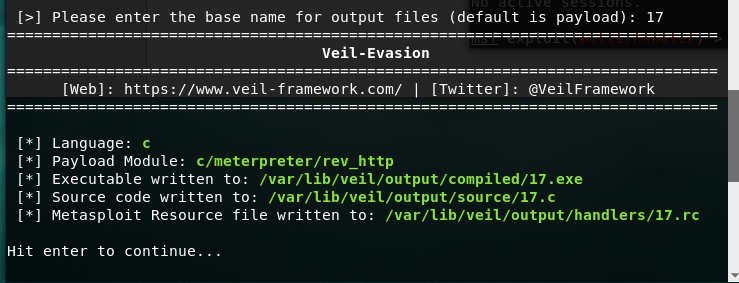 No active sessions.
[>] Please enter the base name for output files (default is payload): 17
===============================================================================
Veil-Evasion
===============================================================================
[Web]: https://www.veil-framework.com/ | [Twitter]: @VeilFramework
===============================================================================
[*] Language: c
[*] Payload Module: c/meterpreter/rev_http
[*] Executable written to: /var/lib/veil/output/compiled/17.exe
[*] Source code written to: /var/lib/veil/output/source/17.c
[*] Metasploit Resource file written to: /var/lib/veil/output/handlers/17.rc
Hit enter to continue...